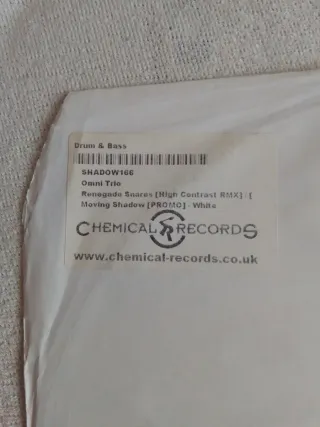 Drum & Bass
SHADOW166
Omni Trio
Renegade Snares [High Contrast RMX] : [
Moving Shadow [PROMO] - White
CHEMICAL RECORDS
www.chemical-records.co.uk